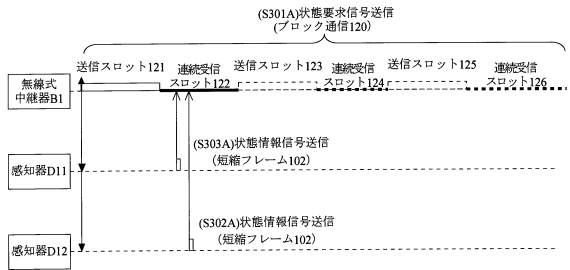 (S301A)状態要求信号送信
(ブロック通信120)
送信スロット121
連続受信
スロット122
送信スロット123
連続受信
スロット124
送信スロット125
連続受信
スロット126
無線式
中継器B1
(S303A)状態情報信号送信
(短縮フレーム102)
感知器D11
(S302A)状態情報信号送信
(短縮フレーム102)
感知器D12